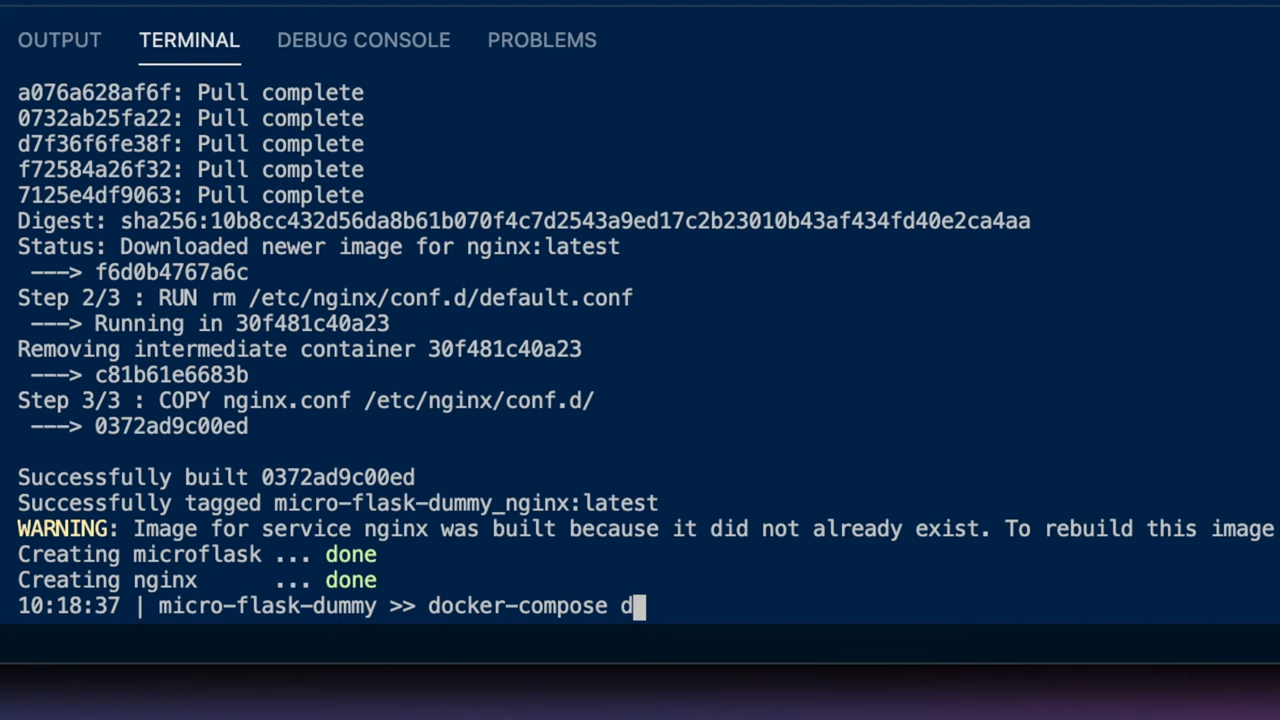 OUTPUT TERMINAL DEBUG CONSOLE PROBLEMS
a076a628af6f: Pull complete
0732ab25fa22: Pull complete
d7f36f6fe38f: Pull complete
f72584a26f32: Pull complete
7125e4df9063: Pull complete
Digest: sha256:10b8cc432d56da8b61b070f4c7d2543a9ed17c2b23010b43af434fd40e2ca4aa
Status: Downloaded newer image for nginx:latest
---> f6d0b4767a6c
Step 2/3 : RUN rm /etc/nginx/conf.d/default.conf
---> Running in 30f481c40a23
Removing intermediate container 30f481c40a23
---> c81b61e6683b
Step 3/3 : COPY nginx.conf /etc/nginx/conf.d/
---> 0372ad9c00ed
Successfully built 0372ad9c00ed
Successfully tagged micro-flask-dummy_nginx:latest
WARNING: Image for service nginx was built because it did not already exist. To rebuild this image
Creating microflask ... done
Creating nginx ... done
10:18:37 | micro-flask-dummy >> docker-compose d